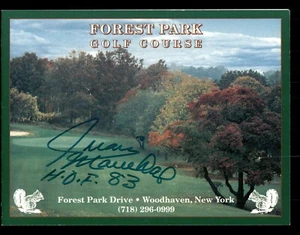 FOREST PARK
GOLF COURSE
Juan
Marichal
H.O.F. 83
Forest Park Drive • Woodhaven, New York
(718) 296-0999